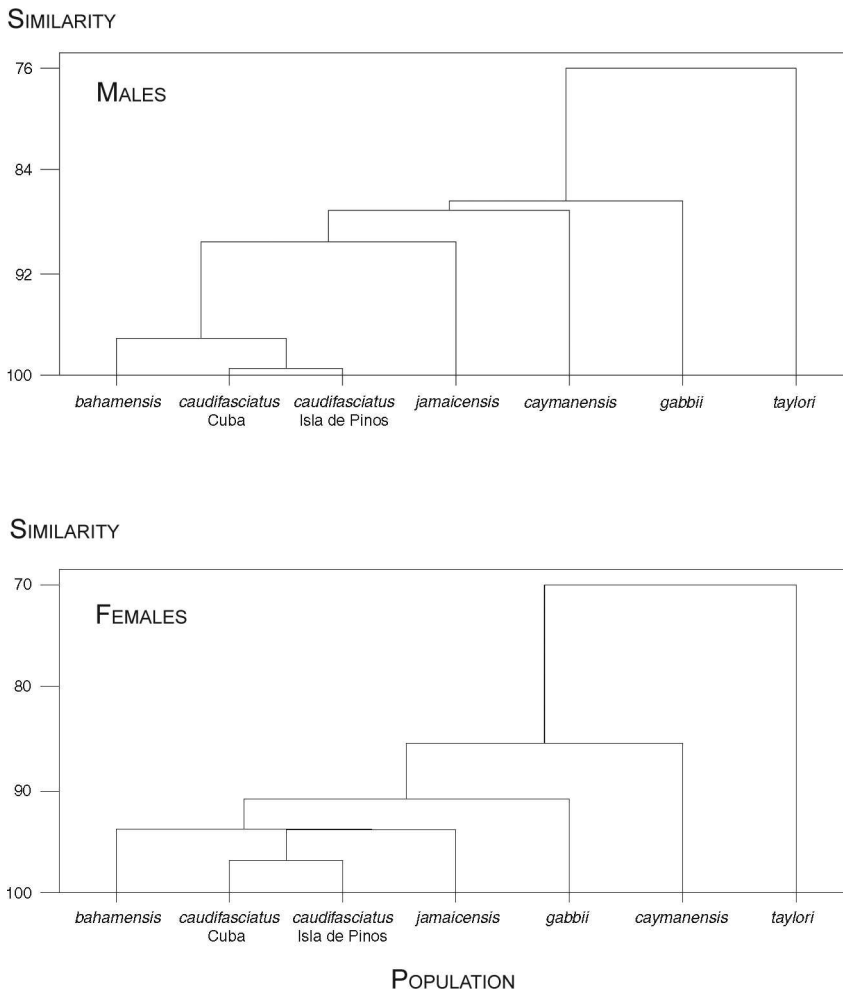 SIMILARITY
MALES
76
84
92
100
bahamensis caudifasciatus caudifasciatus jamaicensis caymanensis gabbii taylori
Cuba Isla de Pinos
SIMILARITY
FEMALES
70
80
90
100
bahamensis caudifasciatus caudifasciatus jamaicensis gabbii caymanensis taylori
Cuba Isla de Pinos
POPULATION